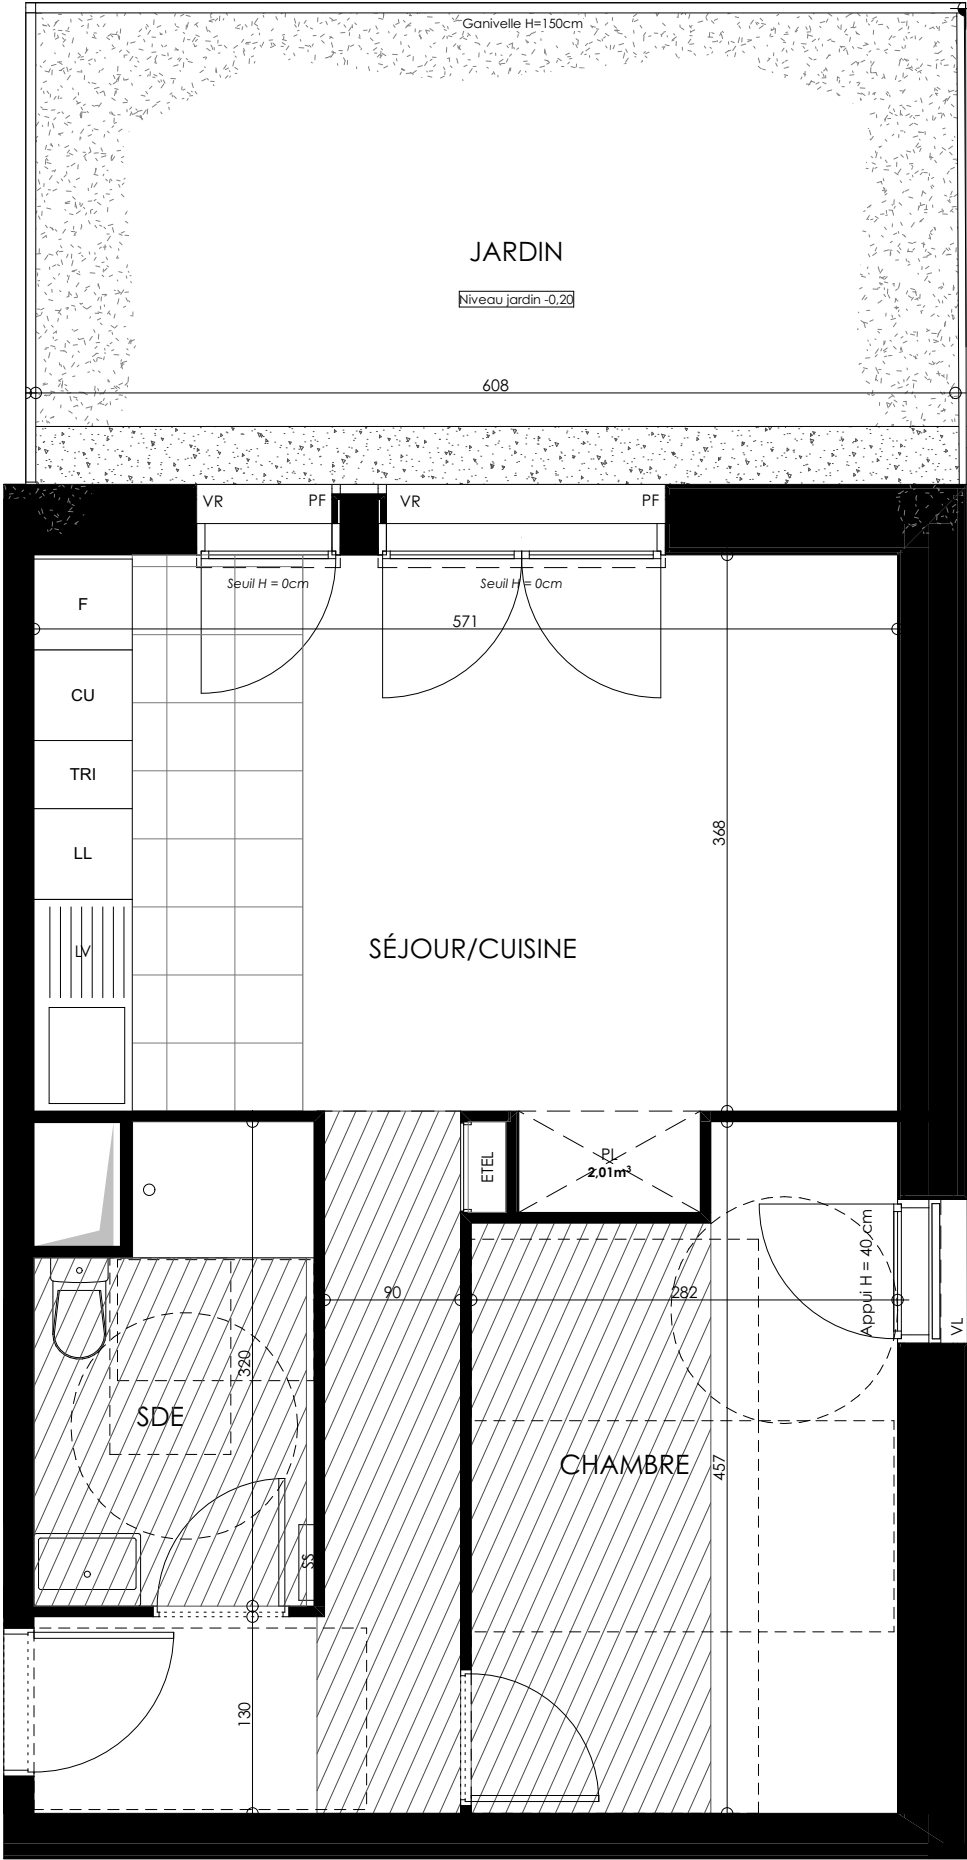 Ganivelle H=150cm
JARDIN
Niveau jardin -0,20
608
VR PF VR PF
Seuil H = 0cm Seuil H = 0cm
F
571
CU
TRI
368
LL
LV
SÉJOUR/CUISINE
ETEL
PL
2,01m³
Appui H = 40 cm
90
282
VL
320
SDE
CHAMBRE
457
SS
130